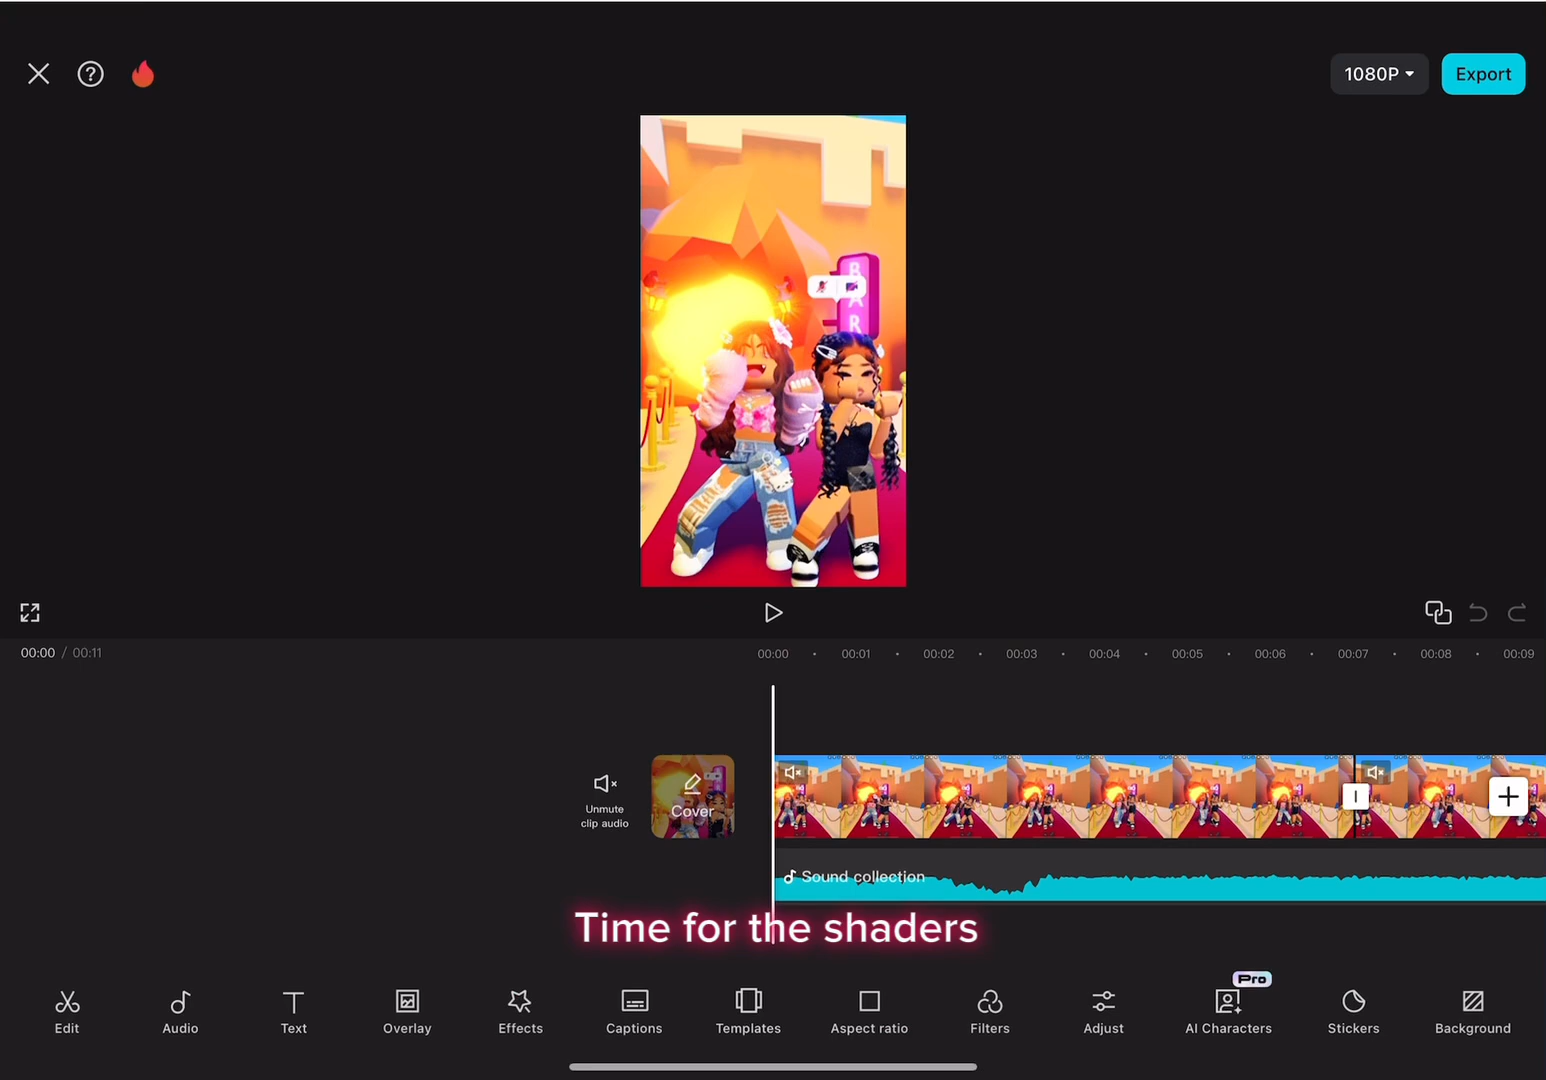 1080P
Export
B
A
R
00:00 / 00:11
00:00 00:01 00:02 00:03 00:04 00:05 00:06 00:07 00:08 00:09
Unmute
clip audio
Cover
Sound collection
Time for the shaders
Pro
Edit Audio Text Overlay Effects Captions Templates Aspect ratio Filters Adjust AI Characters Stickers Background